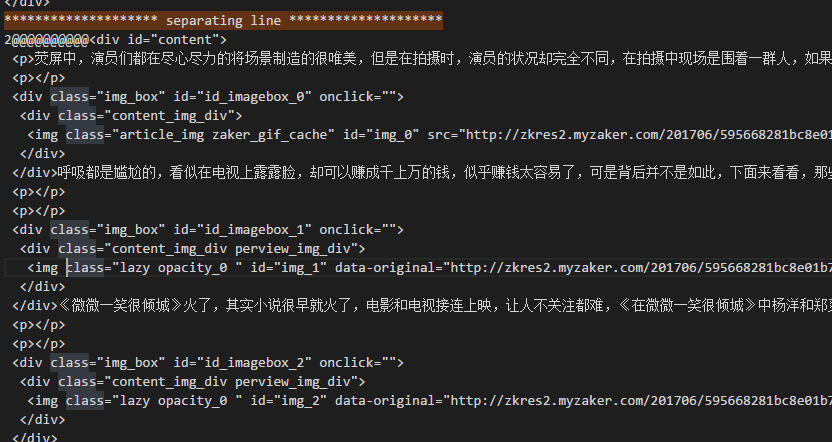 </div>
******************** separating line ********************
2@@@@@@@@@@<div id="content">
<p>荧屏中，演员们都在尽心尽力的将场景制造的很唯美，但是在拍摄时，演员的状况却完全不同，在拍摄中现场是围着一群人，如果
<p></p>
<div class="img_box" id="id_imagebox_0" onclick="">
<div class="content_img_div">
<img class="article_img zaker_gif_cache" id="img_0" src="http://zkres2.myzaker.com/201706/595668281bc8e01
</div>
</div>呼吸都是尴尬的，看似在电视上露露脸，却可以赚成千上万的钱，似乎赚钱太容易了，可是背后并不是如此，下面来看看，那些
<p></p>
<p></p>
<div class="img_box" id="id_imagebox_1" onclick="">
<div class="content_img_div perview_img_div">
<img class="lazy opacity_0 " id="img_1" data-original="http://zkres2.myzaker.com/201706/595668281bc8e01b7
</div>
</div>《微微一笑很倾城》火了，其实小说很早就火了，电影和电视接连上映，让人不关注都难，《在微微一笑很倾城》中杨洋和郑爽
<p></p>
<p></p>
<div class="img_box" id="id_imagebox_2" onclick="">
<div class="content_img_div perview_img_div">
<img class="lazy opacity_0 " id="img_2" data-original="http://zkres2.myzaker.com/201706/595668281bc8e01b7
</div>
</div>